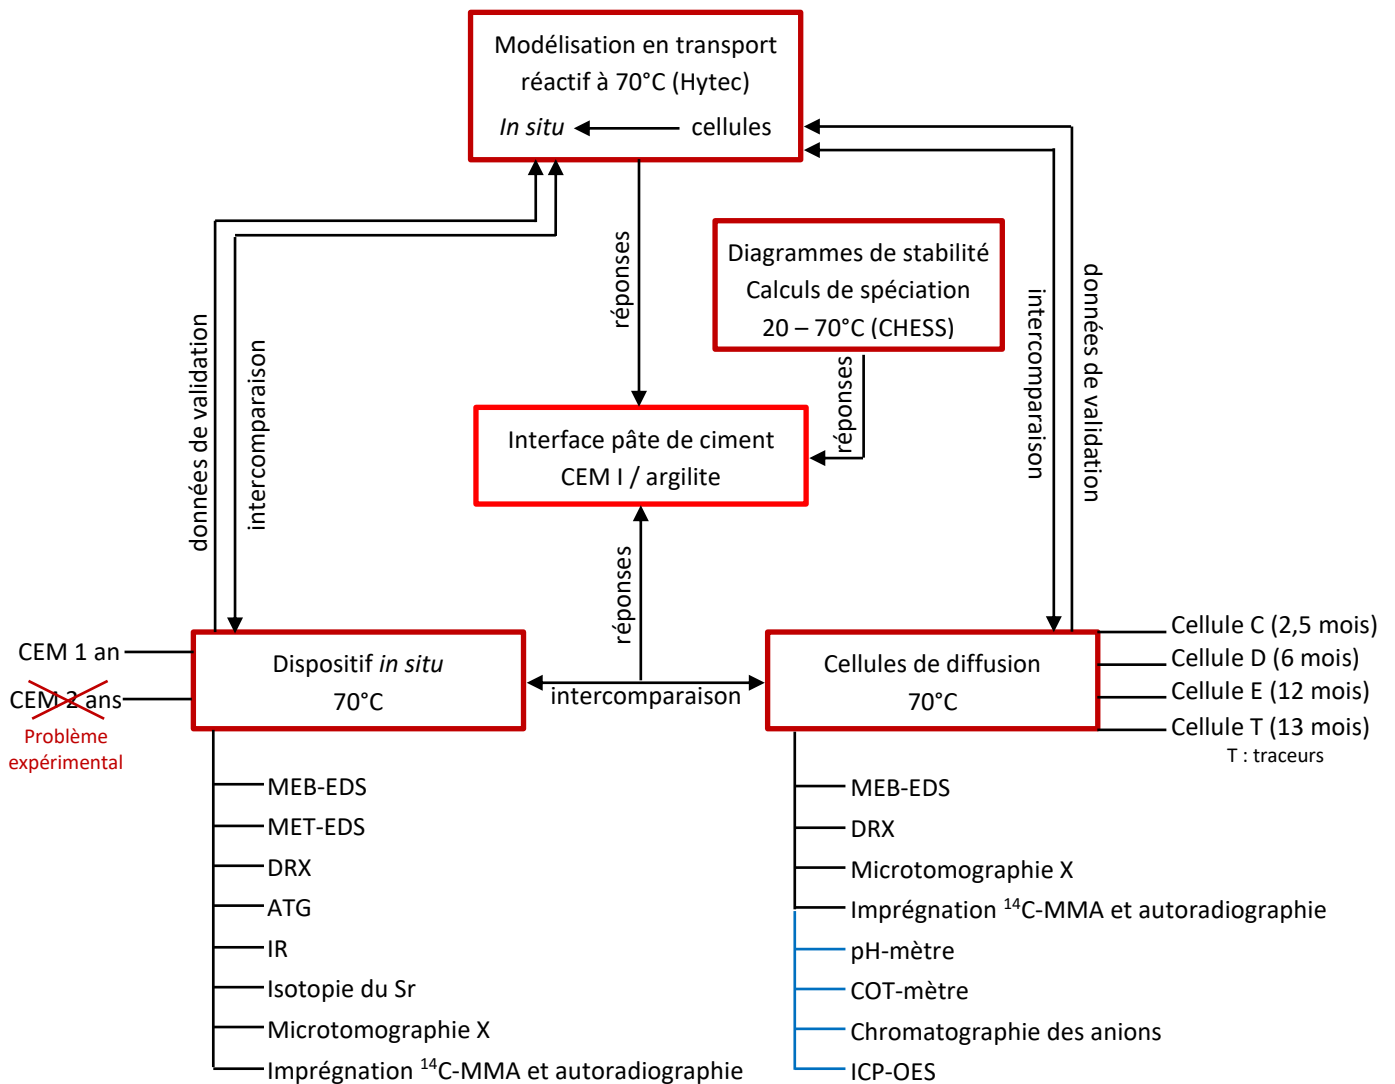 Modélisation en transport
réactif à 70°C (Hytec)
In situ
cellules
réponses
Diagrammes de stabilité
Calculs de spéciation
20 – 70°C (CHESS)
réponses
données de validation
intercomparaison
intercomparaison
données de validation
Interface pâte de ciment
CEM I / argilite
réponses
CEM 1 an
CEM 2 ans
Problème
expérimental
Dispositif in situ
70°C
intercomparaison
Cellules de diffusion
70°C
Cellule C (2,5 mois)
Cellule D (6 mois)
Cellule E (12 mois)
Cellule T (13 mois)
T : traceurs
MEB-EDS
MET-EDS
DRX
ATG
IR
Isotopie du Sr
Microtomographie X
Imprégnation ¹⁴C-MMA et autoradiographie
MEB-EDS
DRX
Microtomographie X
Imprégnation ¹⁴C-MMA et autoradiographie
pH-mètre
COT-mètre
Chromatographie des anions
ICP-OES